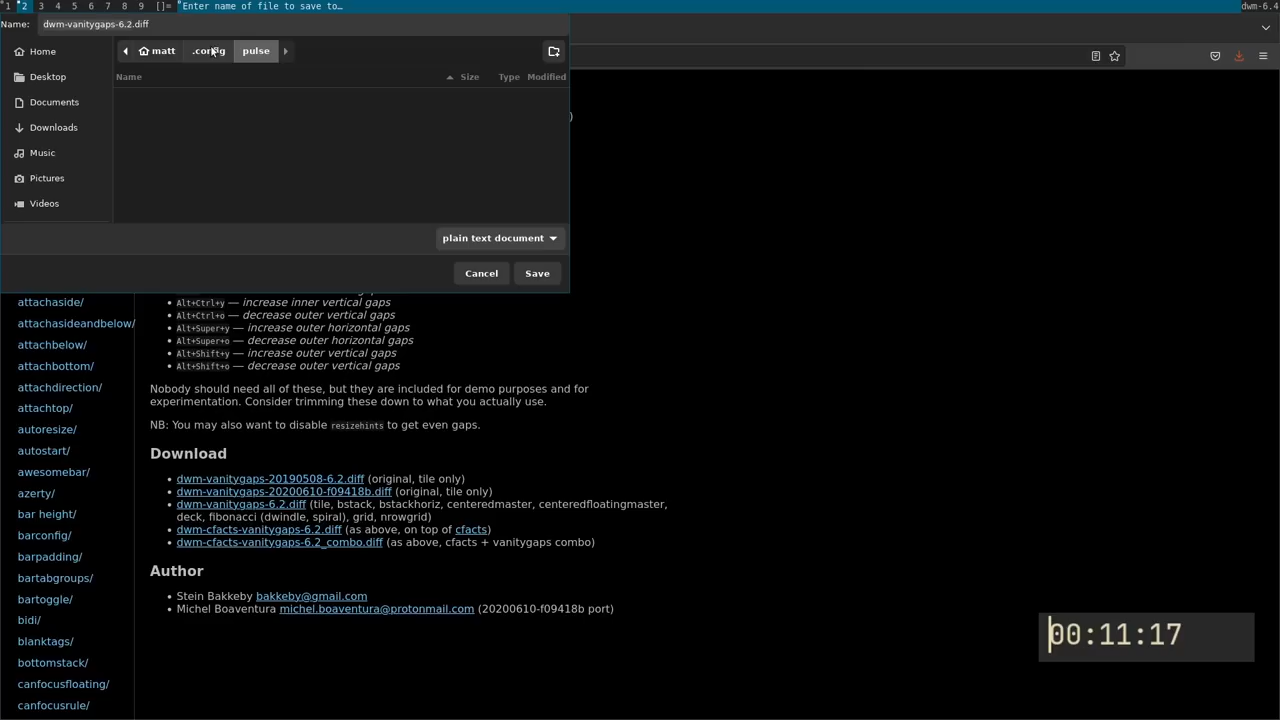 1 2 3 4 5 6 7 8 9 []= Enter name of file to save to… dwm-6.4
Name: dwm-vanitygaps-6.2.diff
Home
matt .config pulse
Desktop
Name Size Type Modified
Documents
)
Downloads
Music
Pictures
Videos
plain text document
Cancel Save
attachaside/
attachasideandbelow/
attachbelow/
attachbottom/
attachdirection/
attachtop/
autoresize/
autostart/
awesomebar/
azerty/
bar height/
barconfig/
barpadding/
bartabgroups/
bartoggle/
bidi/
blanktags/
bottomstack/
canfocusfloating/
canfocusrule/
• Alt+Ctrl+y — increase inner vertical gaps
• Alt+Ctrl+o — decrease outer vertical gaps
• Alt+Super+y — increase outer horizontal gaps
• Alt+Super+o — decrease outer horizontal gaps
• Alt+Shift+y — increase outer vertical gaps
• Alt+Shift+o — decrease outer vertical gaps
Nobody should need all of these, but they are included for demo purposes and for
experimentation. Consider trimming these down to what you actually use.
NB: You may also want to disable resizehints to get even gaps.
Download
• dwm-vanitygaps-20190508-6.2.diff (original, tile only)
• dwm-vanitygaps-20200610-f09418b.diff (original, tile only)
• dwm-vanitygaps-6.2.diff (tile, bstack, bstackhoriz, centeredmaster, centeredfloatingmaster,
deck, fibonacci (dwindle, spiral), grid, nrowgrid)
• dwm-cfacts-vanitygaps-6.2.diff (as above, on top of cfacts)
• dwm-cfacts-vanitygaps-6.2_combo.diff (as above, cfacts + vanitygaps combo)
Author
• Stein Bakkeby bakkeby@gmail.com
• Michel Boaventura michel.boaventura@protonmail.com (20200610-f09418b port)
00:11:17